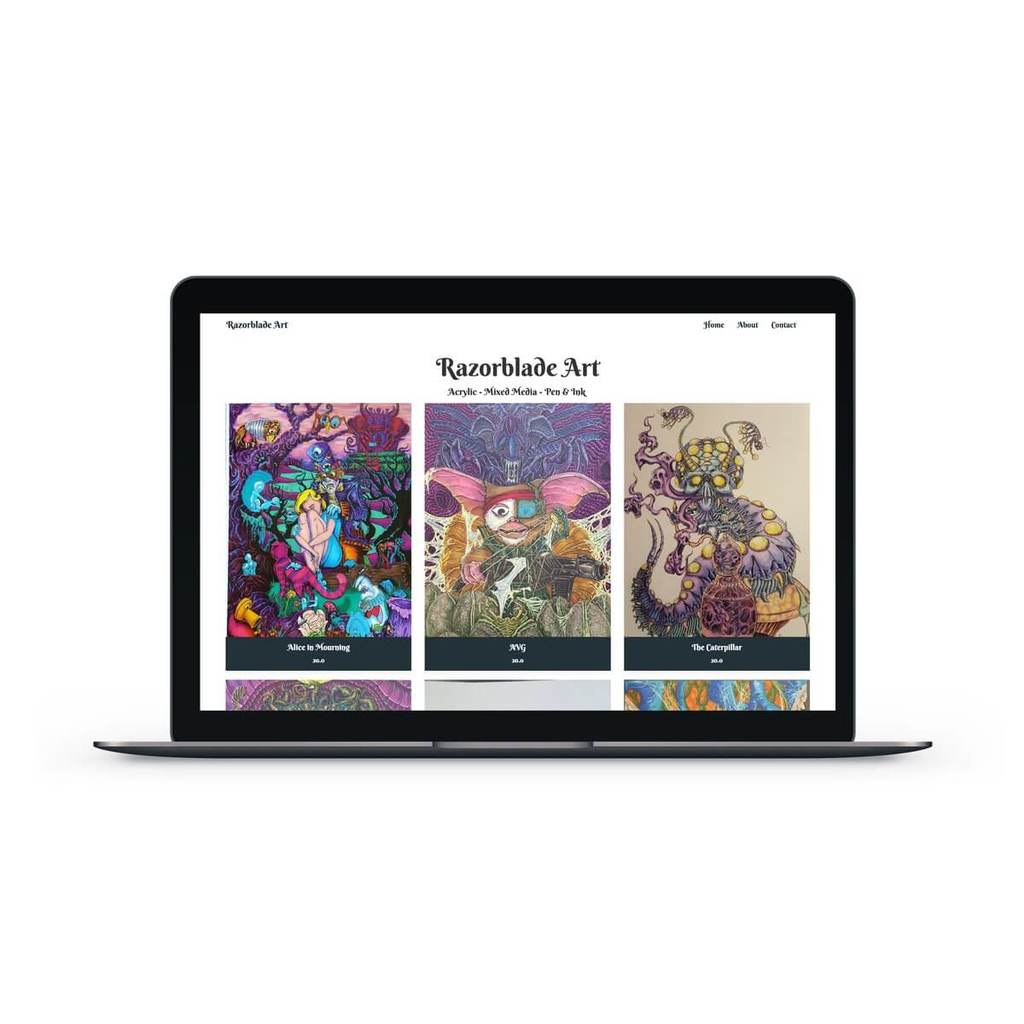 Razorblade Art
Home About Contact
Razorblade Art
Acrylic - Mixed Media - Pen & Ink
Alice in Mourning
20.0
AVG
20.0
The Caterpillar
20.0